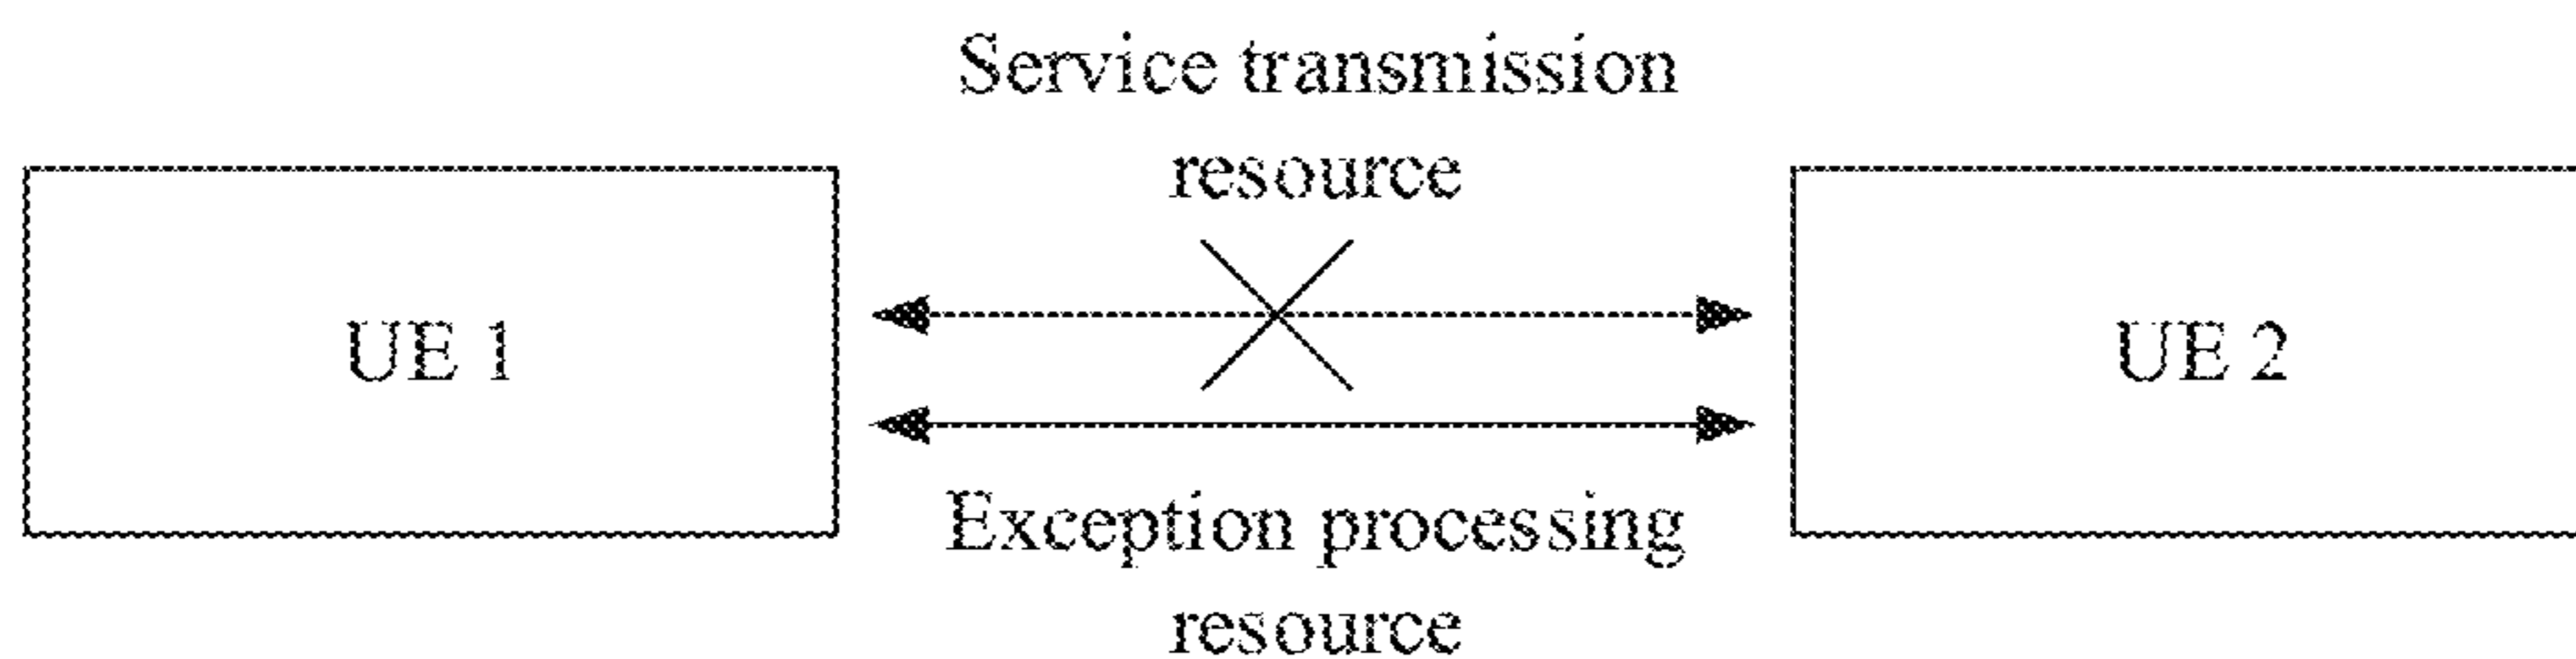 Service transmission
resource
UE 1
UE 2
Exception processing
resource